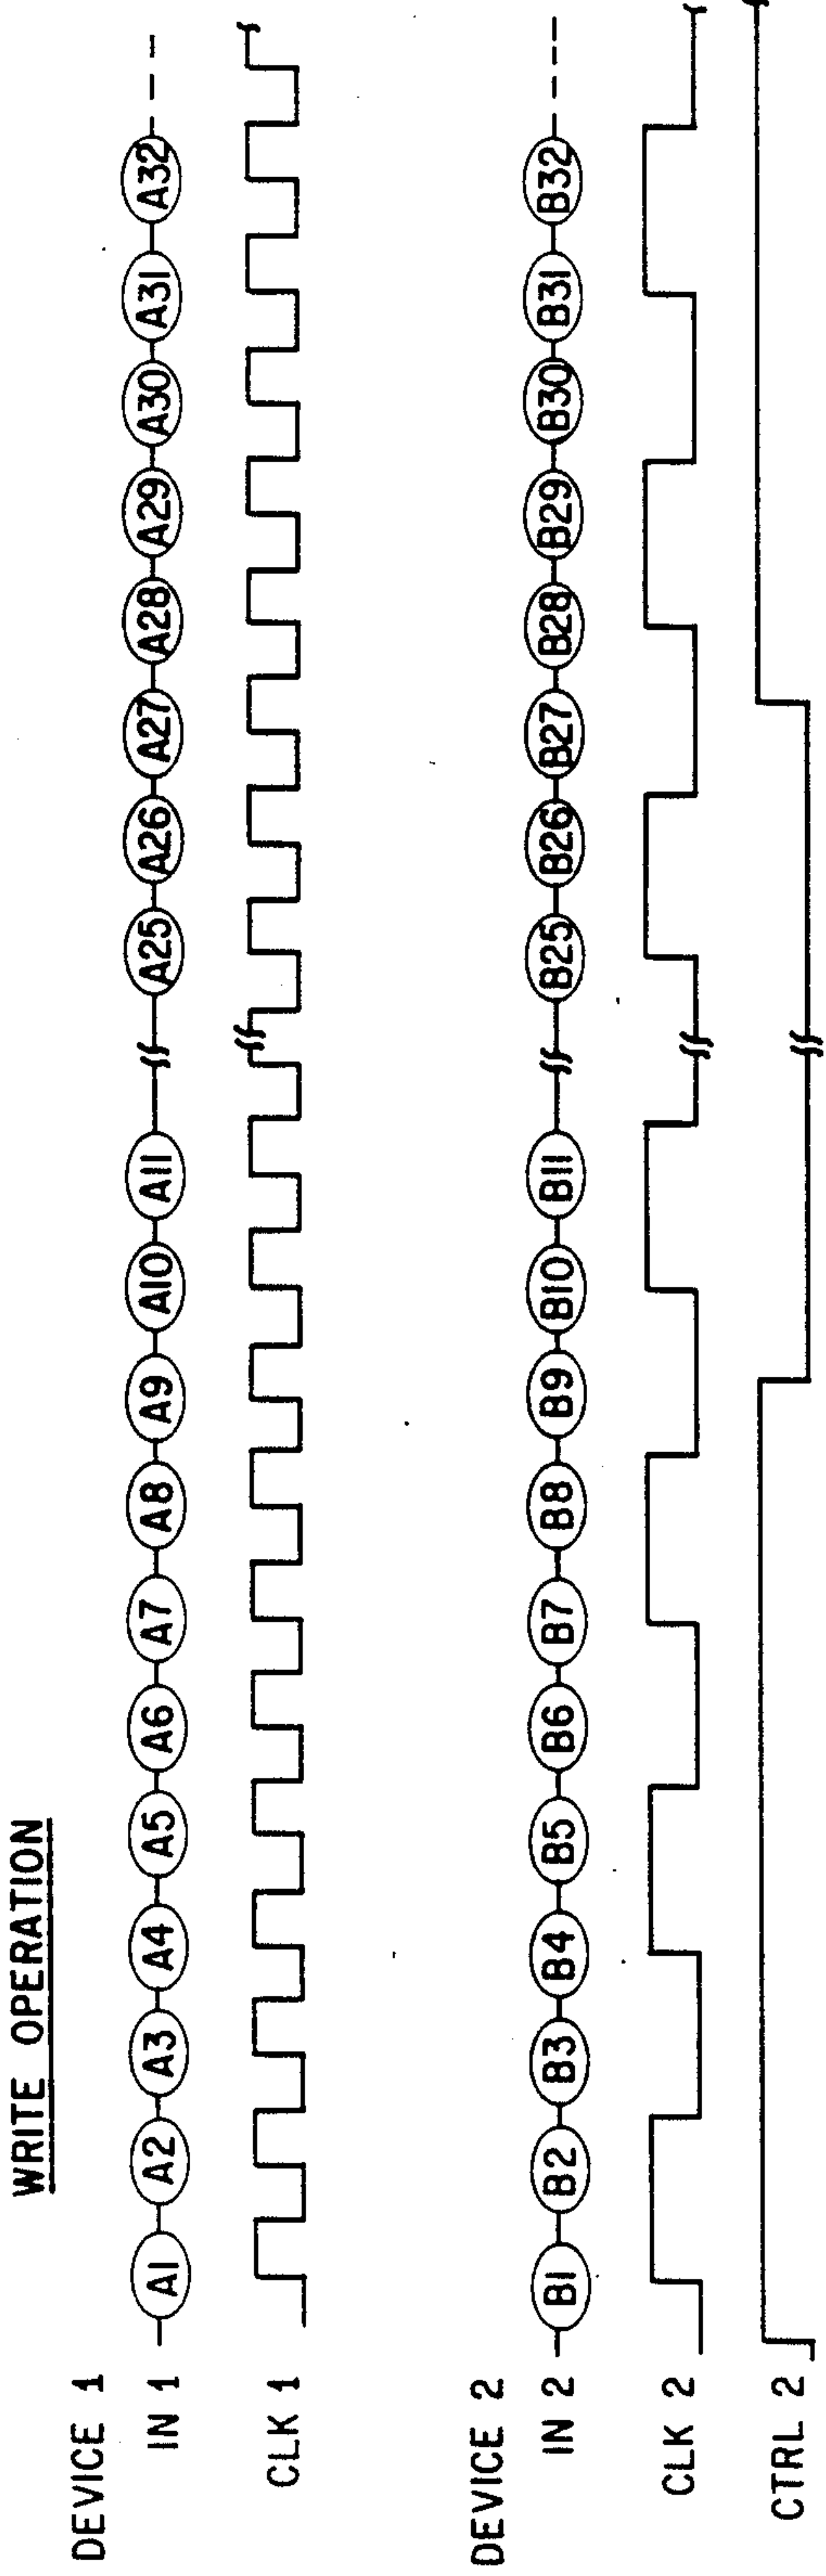 WRITE OPERATION
DEVICE 1
IN 1 A1 A2 A3 A4 A5 A6 A7 A8 A9 A10 A11 A25 A26 A27 A28 A29 A30 A31 A32
CLK 1
DEVICE 2
IN 2 B1 B2 B3 B4 B5 B6 B7 B8 B9 B10 B11 B25 B26 B27 B28 B29 B30 B31 B32
CLK 2
CTRL 2